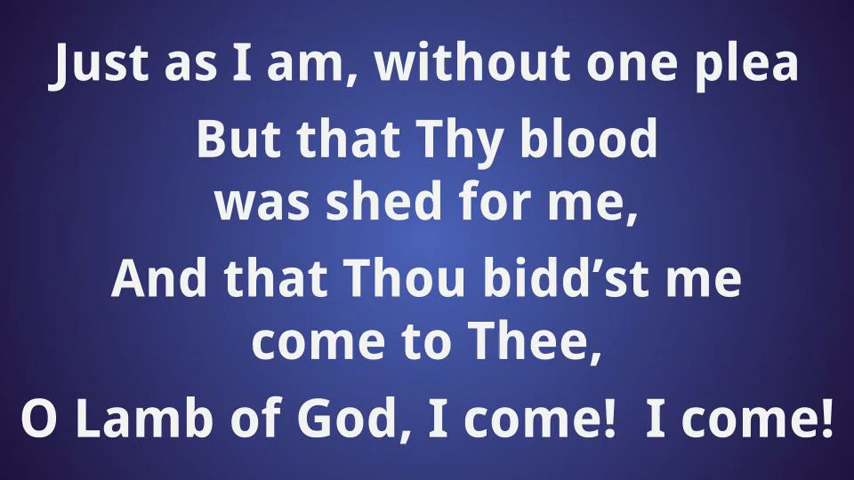 Just as I am, without one plea
But that Thy blood
was shed for me,
And that Thou bidd’st me
come to Thee,
O Lamb of God, I come!  I come!